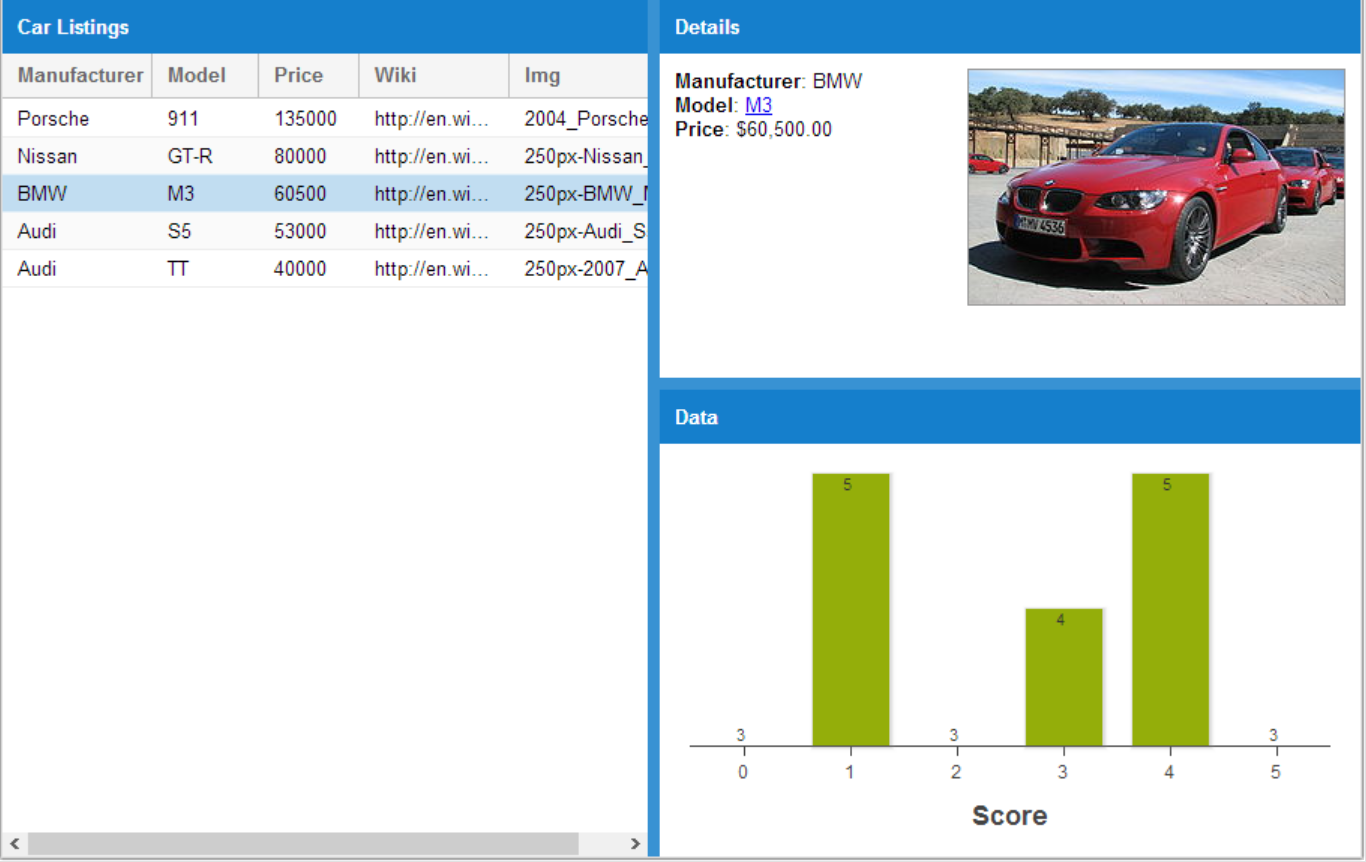 Car Listings
Manufacturer Model Price Wiki Img
Porsche 911 135000 http://en.wi... 2004_Porsche
Nissan GT-R 80000 http://en.wi... 250px-Nissan_
BMW M3 60500 http://en.wi... 250px-BMW_
Audi S5 53000 http://en.wi... 250px-Audi_S
Audi TT 40000 http://en.wi... 250px-2007_A
Details
Manufacturer: BMW
Model: M3
Price: $60,500.00
M·MV 4536
Data
5 5
4
3 3 3
0 1 2 3 4 5
Score